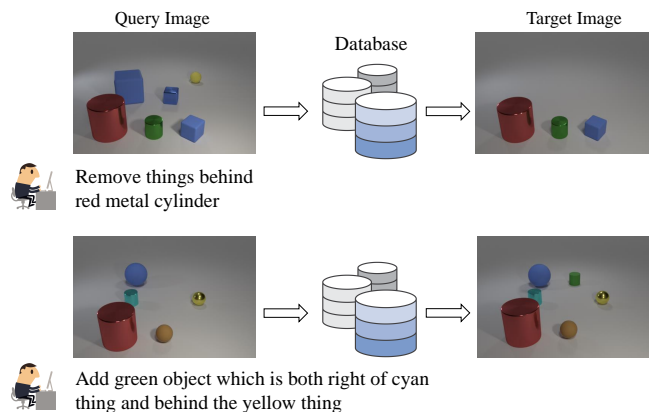 Query Image
Database
Target Image
Remove things behind
red metal cylinder
Add green object which is both right of cyan
thing and behind the yellow thing